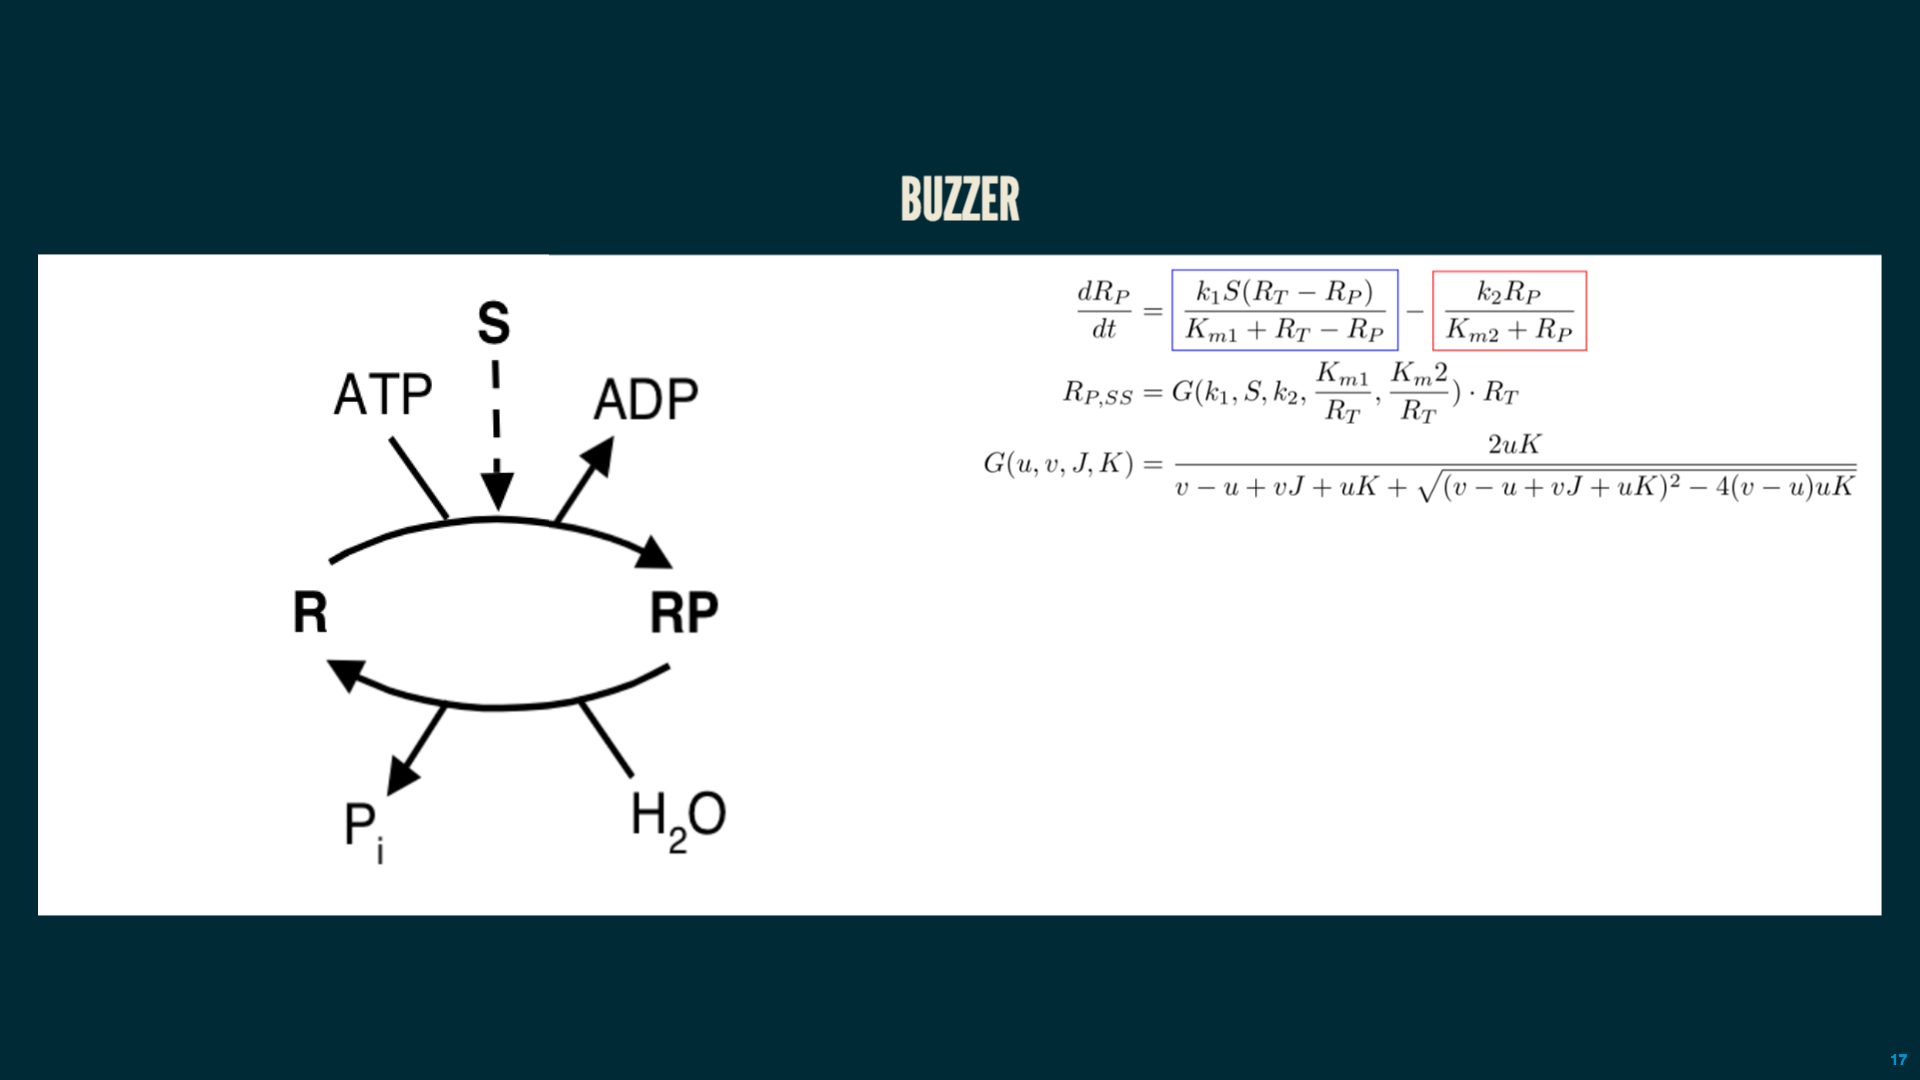 BUZZER
S
ATP
ADP
R
RP
P_i
H_2O
\frac{dR_P}{dt} = \frac{k_1 S(R_T - R_P)}{K_{m1} + R_T - R_P} - \frac{k_2 R_P}{K_{m2} + R_P}
R_{P,SS} = G(k_1, S, k_2, \frac{K_{m1}}{R_T}, \frac{K_m 2}{R_T}) \cdot R_T
G(u, v, J, K) = \frac{2uK}{v - u + vJ + uK + \sqrt{(v - u + vJ + uK)^2 - 4(v - u)uK}}
17